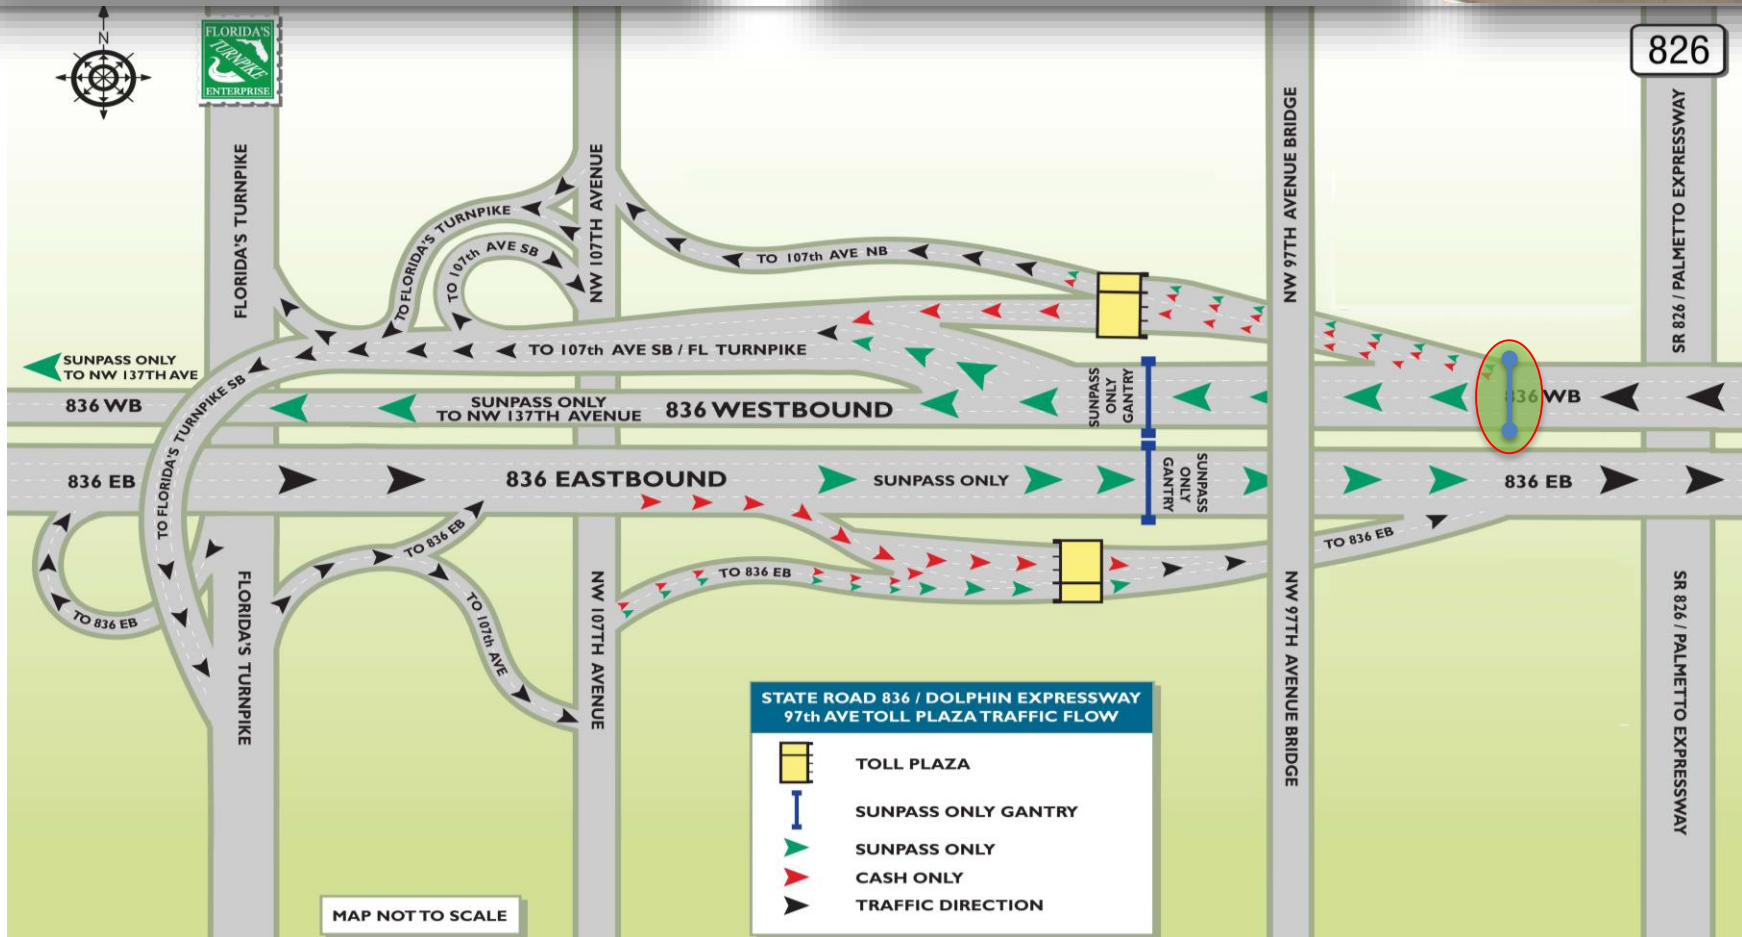 N
FLORIDA'S
TURNPIKE
ENTERPRISE
826
FLORIDA'S TURNPIKE
NW 107TH AVENUE
NW 97TH AVENUE BRIDGE
SR 826 / PALMETTO EXPRESSWAY
TO FLORIDA'S TURNPIKE
TO 107th AVE SB
TO 107th AVE NB
SUNPASS ONLY
TO NW 137TH AVE
TO 107th AVE SB / FL TURNPIKE
836 WB
SUNPASS ONLY
TO NW 137TH AVENUE
836 WESTBOUND
SUNPASS
ONLY
GANTRY
836 WB
TO FLORIDA'S TURNPIKE SB
836 EB
836 EASTBOUND
SUNPASS ONLY
SUNPASS
ONLY
GANTRY
836 EB
TO 836 EB
TO 836 EB
TO 836 EB
TO 836 EB
TO 107th AVE
FLORIDA'S TURNPIKE
NW 107TH AVENUE
NW 97TH AVENUE BRIDGE
SR 826 / PALMETTO EXPRESSWAY
STATE ROAD 836 / DOLPHIN EXPRESSWAY
97th AVE TOLL PLAZA TRAFFIC FLOW
TOLL PLAZA
SUNPASS ONLY GANTRY
SUNPASS ONLY
CASH ONLY
TRAFFIC DIRECTION
MAP NOT TO SCALE